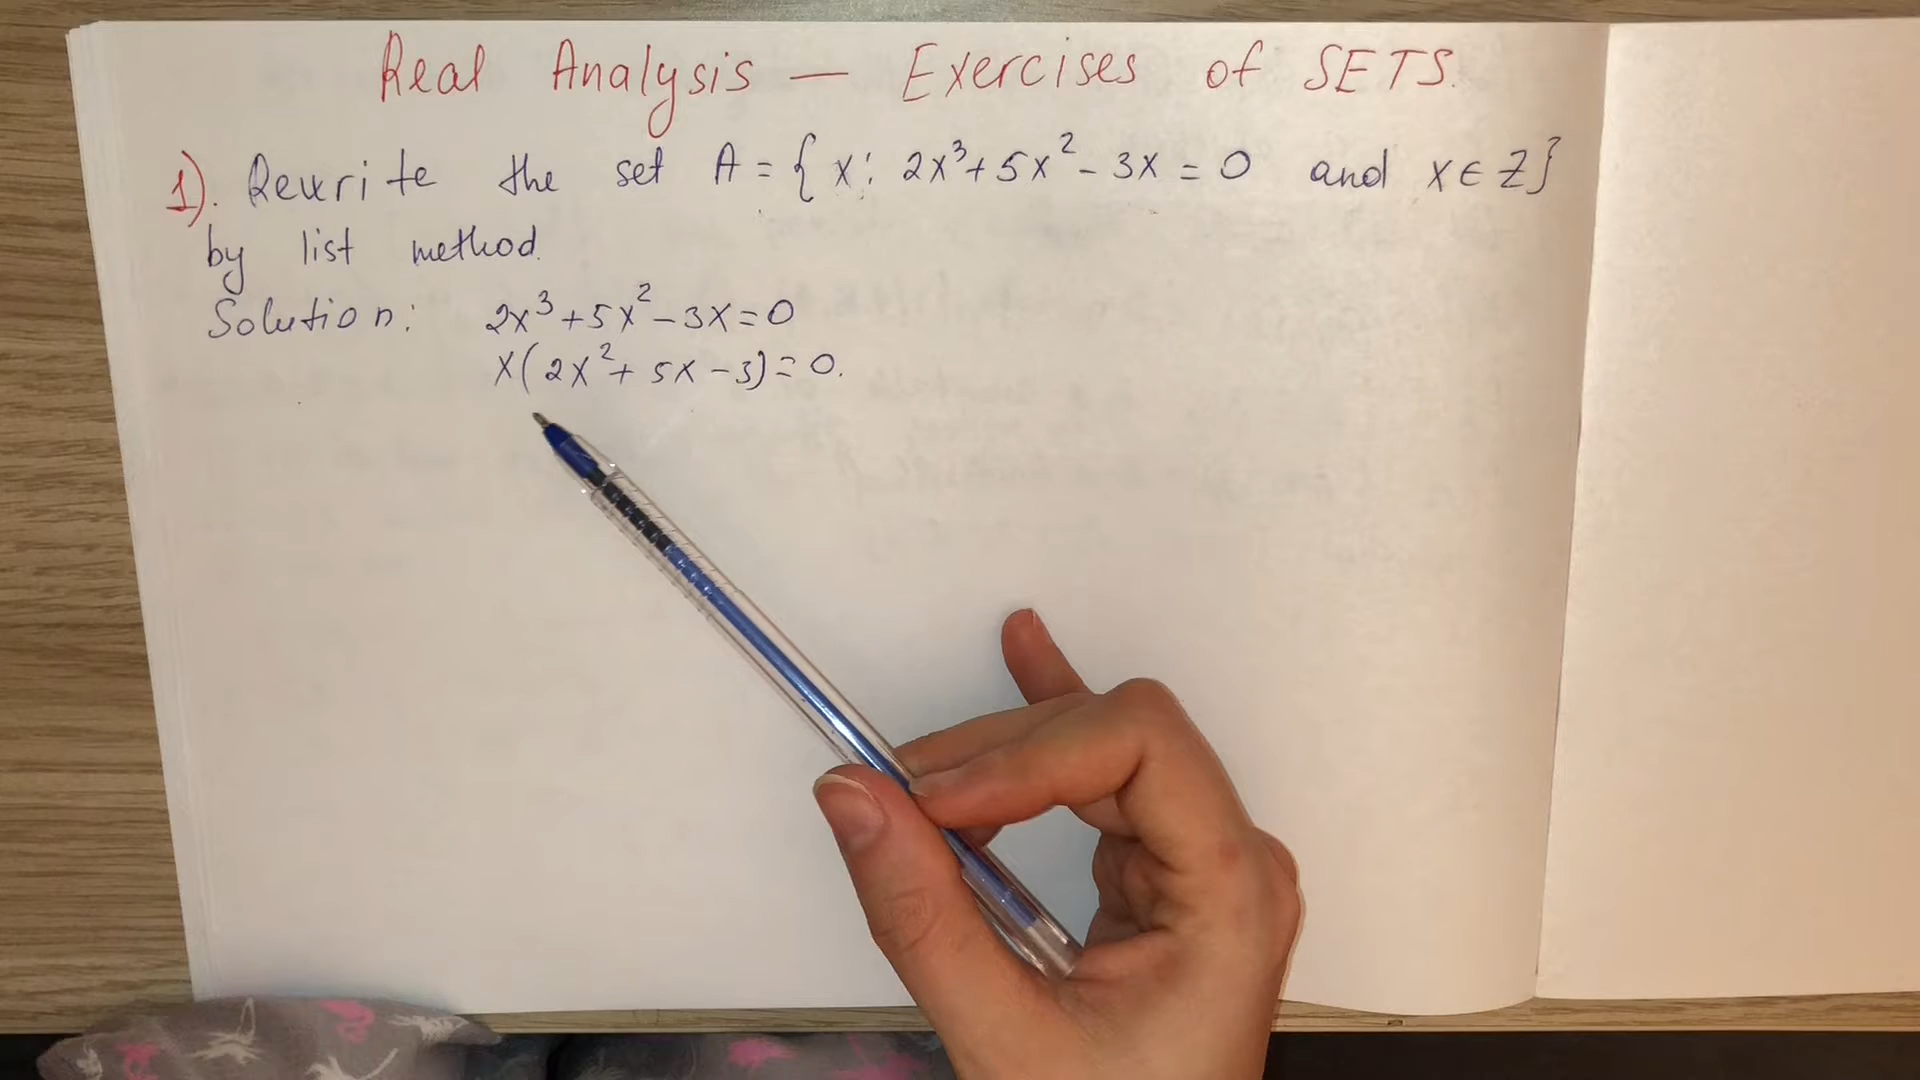 Real Analysis — Exercises of SETS.
1). Rewrite the set A = { x : 2x³ + 5x² - 3x = 0 and x ∈ Z }
by list method.
Solution: 2x³ + 5x² - 3x = 0
x(2x² + 5x - 3) = 0.